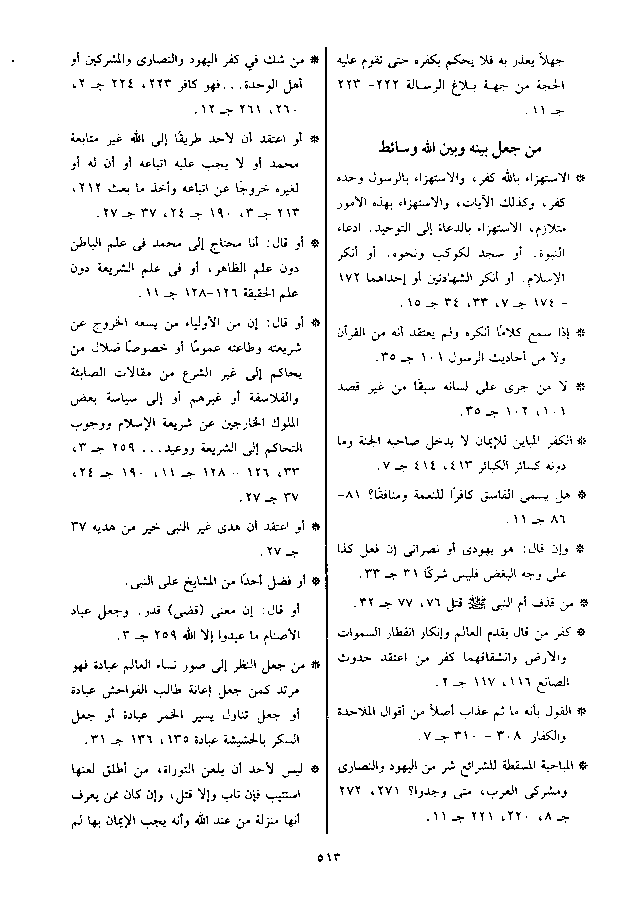 جهلاً يعذر به فلا يحكم بكفره حتى تقوم عليه
الحجة من جهة بلاغ الرسالة ٢٢٢- ٢٢٣
جـ ١١.
من جعل بينه وبين الله وسائط
* الاستهزاء بالله كفر، والاستهزاء بالرسول وحده
كفر، وكذلك الآيات، والاستهزاء بهذه الأمور
متلازم، الاستهزاء بالدعاة إلى التوحيد. ادعاء
النبوة. أو سجد لكوكب ونحوه. أو أنكر
الإسلام. أو أنكر الشهادتين أو إحداهما ١٧٢
- ١٧٤ جـ ٧، ٣٣، ٣٤ جـ ١٥.
* إذا سمع كلامًا أنكره ولم يعتقد أنه من القرآن
ولا من أحاديث الرسول ١٠١ جـ ٣٥.
* لا من جرى على لسانه سبقًا من غير قصد
١٠١، ١٠٢ جـ ٣٥.
* الكفر المباين للإيمان لا يدخل صاحبه الجنة وما
دونه كسائر الكبائر ٤١٣، ٤١٤ جـ ٧.
* هل يسمى الفاسق كافرًا للنعمة ومنافقًا؟ ٨١-
٨٦ جـ ١١.
* وإن قال: هو يهودى أو نصرانى إن فعل كذا
على وجه البغض فليس شركًا ٣١ جـ ٣٣.
* من قذف أم النبى ﷺ قتل ٧٦، ٧٧ جـ ٣٢.
* كفر من قال بقدم العالم وإنكار انفطار السموات
والأرض وانشقاقهما كفر من اعتقد حدوث
الصانع ١١٦، ١١٧ جـ ٢.
* القول بأنه ما ثم عذاب أصلاً من أقوال الملاحدة
والكفار ٣٠٨ - ٣١٠ جـ ٧.
* المباحية المسقطة للشرائع شر من اليهود والنصارى
ومشركى العرب، متى وجدوا؟ ٢٧١، ٢٧٢
جـ ٨، ٢٢٠، ٢٢١ جـ ١١.
* من شك في كفر اليهود والنصارى والمشركين أو
أهل الوحدة...فهو كافر ٢٢٣، ٢٢٤ جـ ٢،
٢٦٠، ٢٦١ جـ ١٢.
* أو اعتقد أن لأحد طريقًا إلى الله غير متابعة
محمد أو لا يجب عليه اتباعه أو أن له أو
لغيره خروجًا عن اتباعه وأخذ ما بعث ٢١٢،
٢١٣ جـ ٣، ١٩٠ جـ ٢٤، ٣٧ جـ ٢٧.
* أو قال: أنا محتاج إلى محمد فى علم الباطن
دون علم الظاهر، أو فى علم الشريعة دون
علم الحقيقة ١٢٦-١٢٨ جـ ١١.
* أو قال: إن من الأولياء من يسعه الخروج عن
شريعته وطاعته عمومًا أو خصوصًا ضلال من
يحاكم إلى غير الشرع من مقالات الصابئة
والفلاسفة أو غيرهم أو إلى سياسة بعض
الملوك الخارجين عن شريعة الإسلام ووجوب
التحاكم إلى الشريعة ووعيد... ٢٥٩ جـ ٣،
٣٣، ١٢٦ - ١٢٨ جـ ١١، ١٩٠ جـ ٢٤،
٣٧ جـ ٢٧.
* أو اعتقد أن هدى غير النبى خير من هديه ٣٧
جـ ٢٧.
* أو فضل أحدًا من المشايخ على النبى.
أو قال: إن معنى (قضى) قدر. وجعل عباد
الأصنام ما عبدوا إلا الله ٢٥٩ جـ ٣.
* من جعل النظر إلى صور نساء العالم عبادة فهو
مرتد كمن جعل إعانة طالب الفواحش عبادة
أو جعل تناول يسير الخمر عبادة أو جعل
السكر بالحشيشة عبادة ١٣٥، ١٣٦ جـ ٣١.
* ليس لأحد أن يلعن التوراة، من أطلق لعنها
استتيب فإن تاب وإلا قتل، وإن كان ممن يعرف
أنها منزلة من عند الله وأنه يجب الإيمان بها ثم
٥١٣